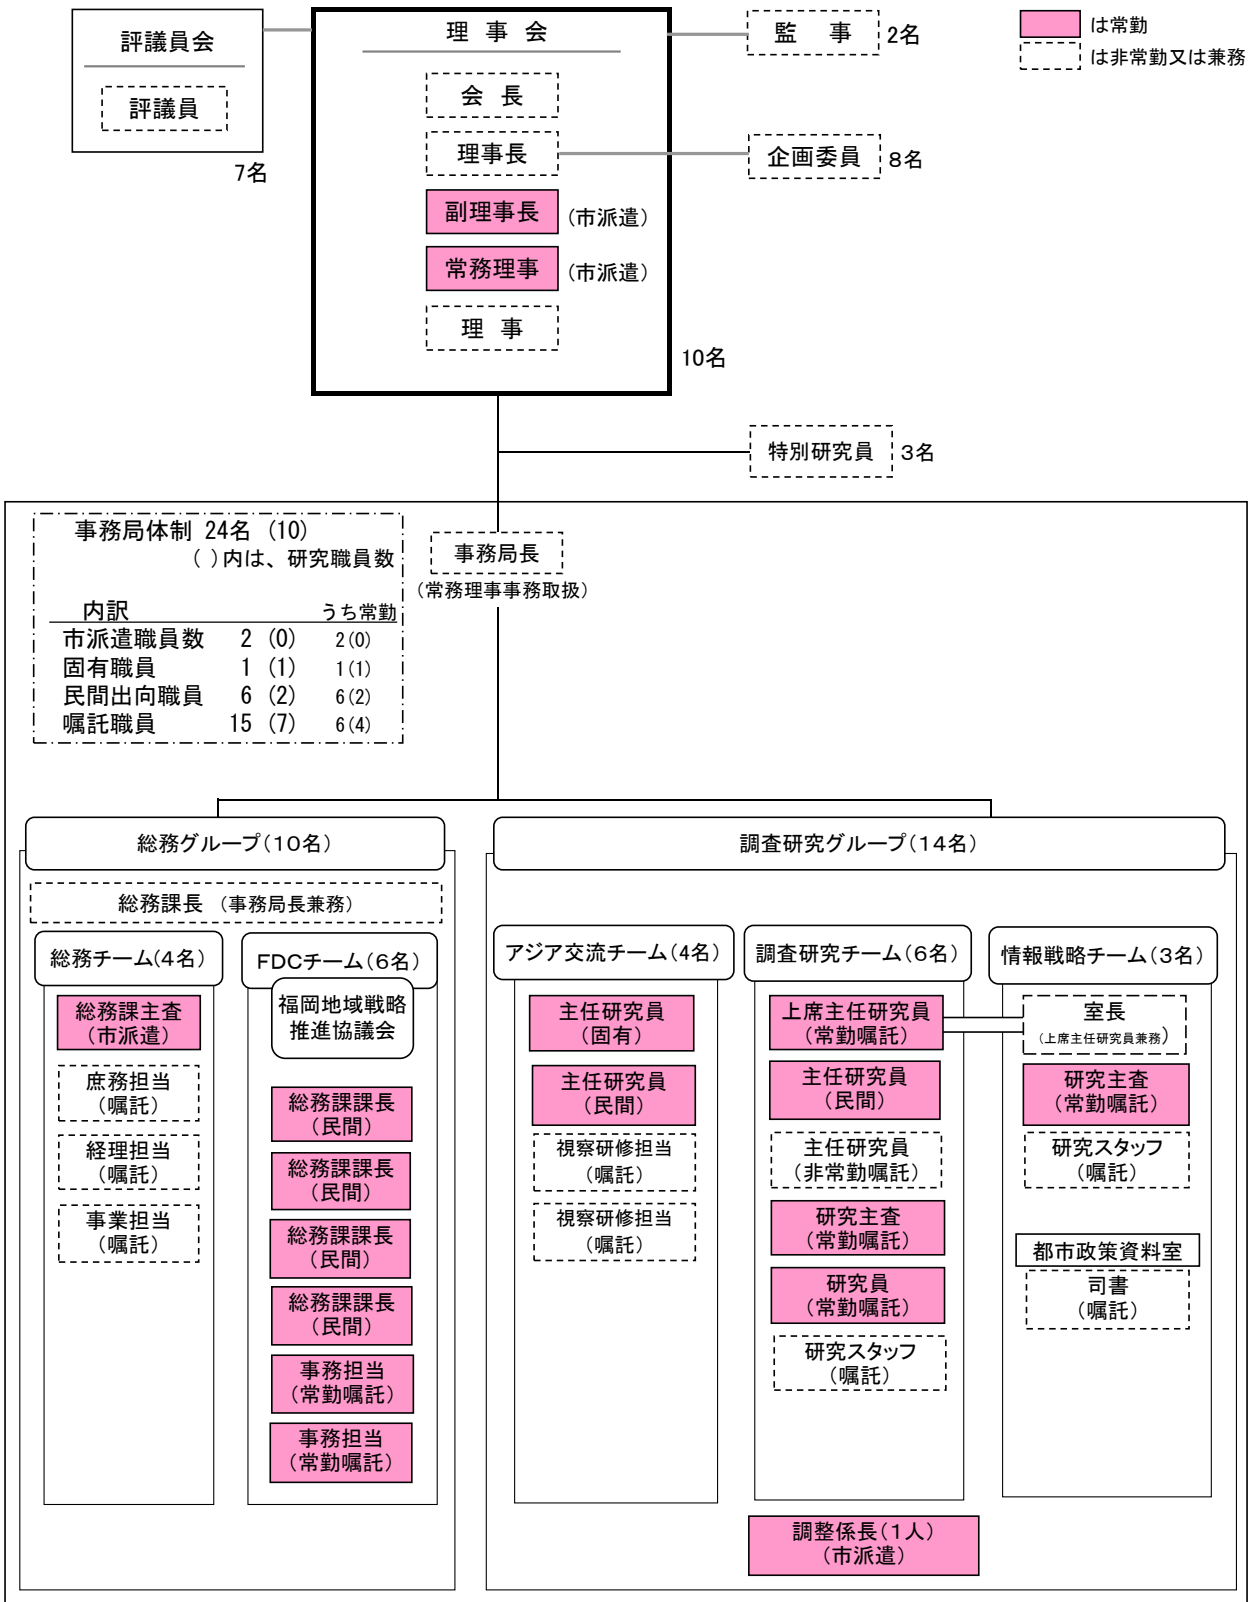 評議員会
評議員
7名
理事会
会長
理事長
副理事長
(市派遣)
常務理事
(市派遣)
理事
10名
監事
2名
企画委員
8名
は常勤
は非常勤又は兼務
特別研究員
3名
事務局体制 24名 (10)
( )内は、研究職員数
内訳 うち常勤
市派遣職員数 2 (0) 2(0)
固有職員 1 (1) 1(1)
民間出向職員 6 (2) 6(2)
嘱託職員 15 (7) 6(4)
事務局長
(常務理事事務取扱)
総務グループ(10名)
総務課長 (事務局長兼務)
総務チーム(4名)
総務課主査
(市派遣)
庶務担当
(嘱託)
経理担当
(嘱託)
事業担当
(嘱託)
FDCチーム(6名)
福岡地域戦略
推進協議会
総務課課長
(民間)
総務課課長
(民間)
総務課課長
(民間)
総務課課長
(民間)
事務担当
(常勤嘱託)
事務担当
(常勤嘱託)
調査研究グループ(14名)
アジア交流チーム(4名)
主任研究員
(固有)
主任研究員
(民間)
視察研修担当
(嘱託)
視察研修担当
(嘱託)
調査研究チーム(6名)
上席主任研究員
(常勤嘱託)
主任研究員
(民間)
主任研究員
(非常勤嘱託)
研究主査
(常勤嘱託)
研究員
(常勤嘱託)
研究スタッフ
(嘱託)
情報戦略チーム(3名)
室長
(上席主任研究員兼務)
研究主査
(常勤嘱託)
研究スタッフ
(嘱託)
都市政策資料室
司書
(嘱託)
調整係長(1人)
(市派遣)